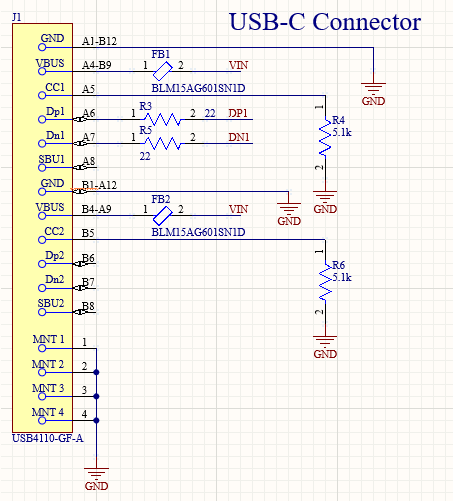 J1
USB-C Connector
GND A1-B12
VBUS A4-B9 1 FB1 2 VIN
BLM15AG601SN1D
GND
CC1 A5
1
Dp1 A6 1 R3 2 22 DP1
R4
5.1k
Dn1 A7 1 R5 2 DN1
22
SBU1 A8
2
GND B1-A12
GND
GND
VBUS B4-A9 1 FB2 2 VIN
BLM15AG601SN1D
CC2 B5
1
Dp2 B6
R6
5.1k
Dn2 B7
SBU2 B8
2
GND
MNT 1 1
MNT 2 2
MNT 3 3
MNT 4 4
USB4110-GF-A
GND